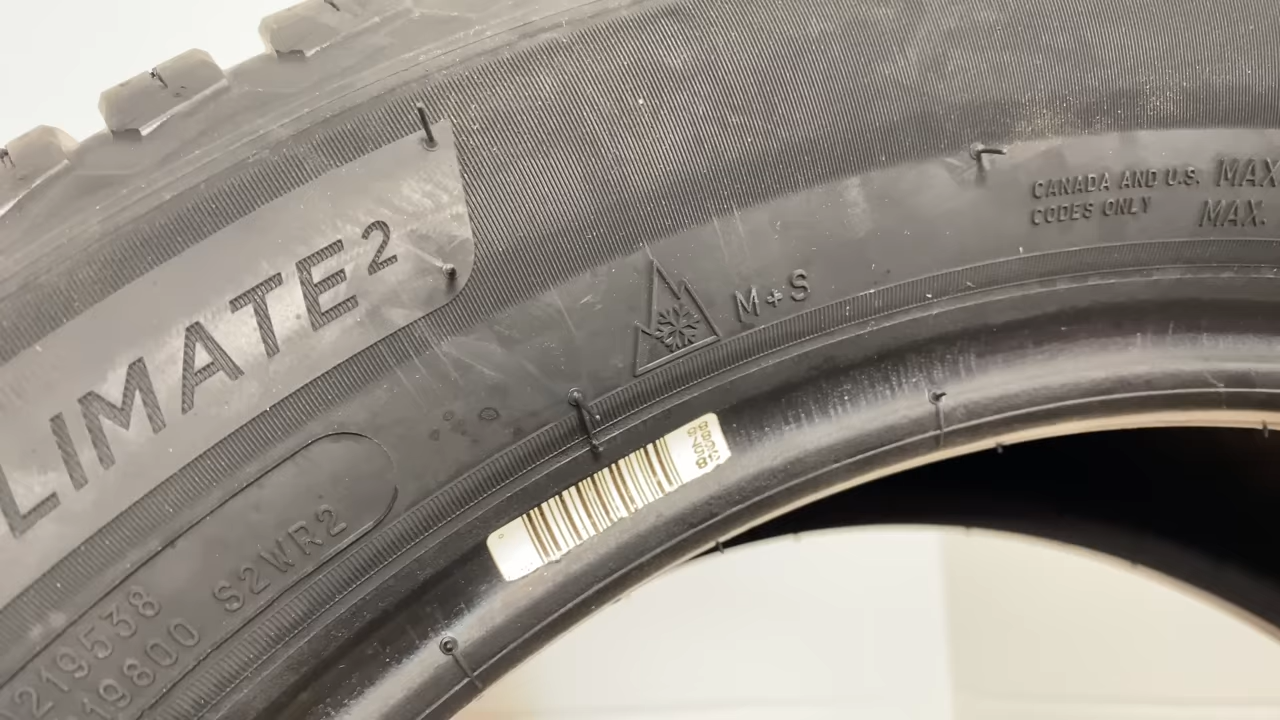 LIMATE²
M+S
CANADA AND U.S. MAX
CODES ONLY MAX.
S2WR2
219538
19800